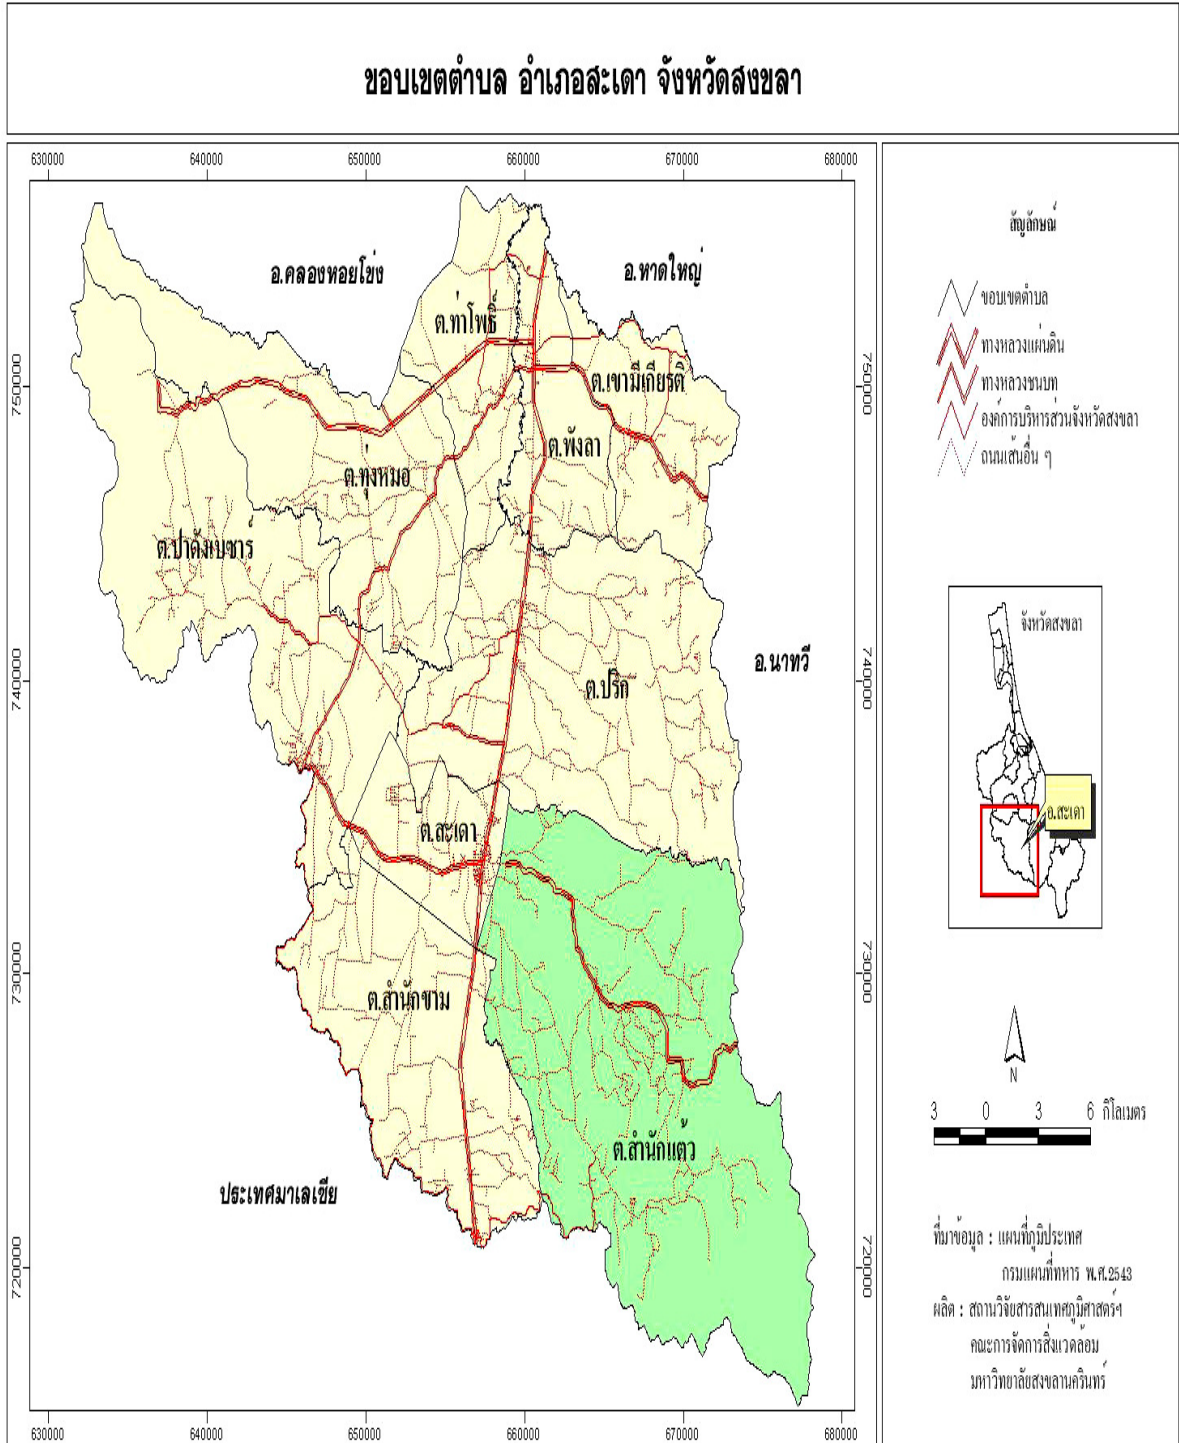 ขอบเขตตำบล อำเภอสะเดา จังหวัดสงขลา
630000 640000 650000 660000 670000 680000
สัญลักษณ์
ขอบเขตตำบล
ทางหลวงแผ่นดิน
ทางหลวงชนบท
องค์การบริหารส่วนจังหวัดสงขลา
ถนนเส้นอื่น ๆ
อ.คลองหอยโข่ง
อ.หาดใหญ่
ต.ท่าโพธิ์
750000
750000
ต.เขามีเกียรติ
ต.พังลา
ต.ทุ่งหมอ
ต.ปาดังเบซาร์
จังหวัดสงขลา
อ.สะเดา
740000
740000
อ.นาทวี
ต.ปริก
ต.สะเดา
730000
730000
ต.สำนักขาม
N
3 0 3 6 กิโลเมตร
ต.สำนักแต้ว
ประเทศมาเลเซีย
720000
720000
ที่มาข้อมูล : แผนที่ภูมิประเทศ
กรมแผนที่ทหาร พ.ศ.2543
ผลิต : สถานวิจัยสารสนเทศภูมิศาสตร์ฯ
คณะการจัดการสิ่งแวดล้อม
มหาวิทยาลัยสงขลานครินทร์
630000 640000 650000 660000 670000 680000